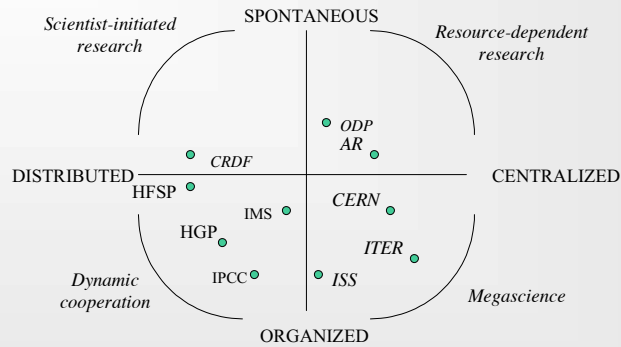 SPONTANEOUS
Scientist-initiated
research
Resource-dependent
research
ODP
AR
CRDF
DISTRIBUTED
CENTRALIZED
HFSP
CERN
IMS
HGP
ITER
IPCC
ISS
Dynamic
cooperation
Megascience
ORGANIZED